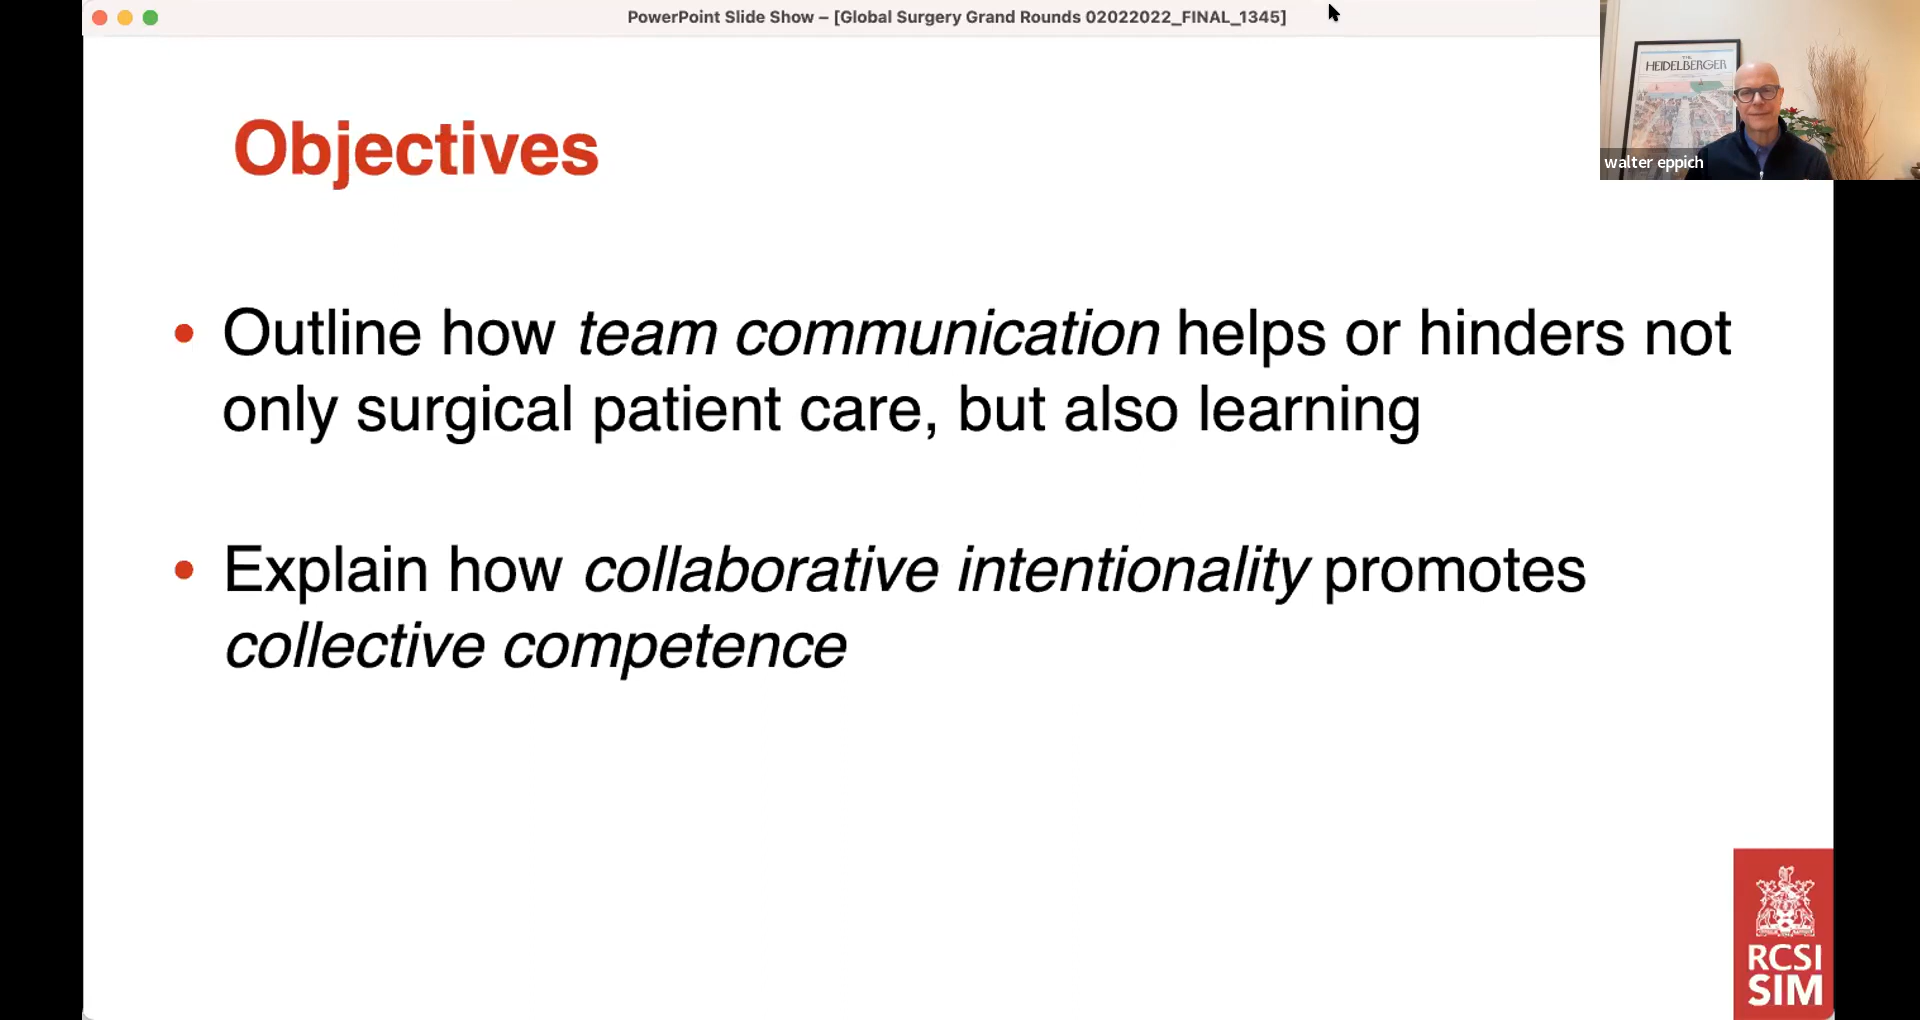 PowerPoint Slide Show – [Global Surgery Grand Rounds 02022022_FINAL_1345]
THE
HEIDELBERGER
walter eppich
Objectives
• Outline how team communication helps or hinders not
only surgical patient care, but also learning
• Explain how collaborative intentionality promotes
collective competence
RCSI
SIM